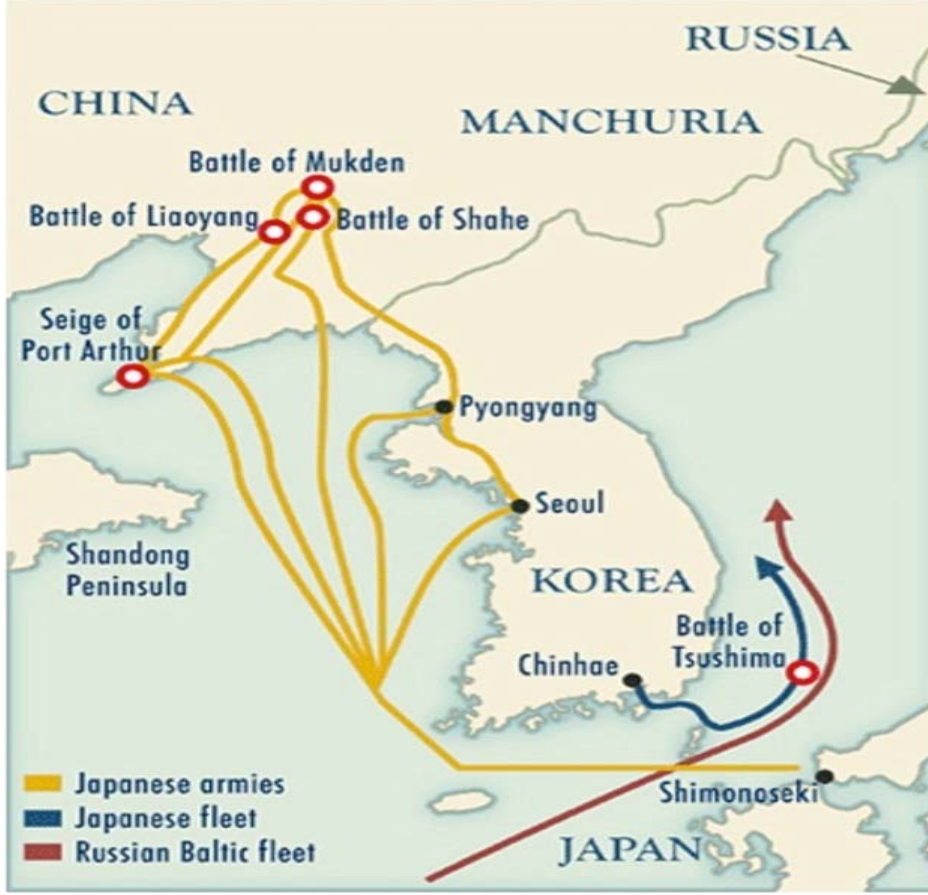 RUSSIA
CHINA
MANCHURIA
Battle of Mukden
Battle of Liaoyang
Battle of Shahe
Seige of
Port Arthur
Pyongyang
Seoul
Shandong
Peninsula
KOREA
Battle of
Tsushima
Chinhae
Japanese armies
Japanese fleet
Russian Baltic fleet
Shimonoseki
JAPAN